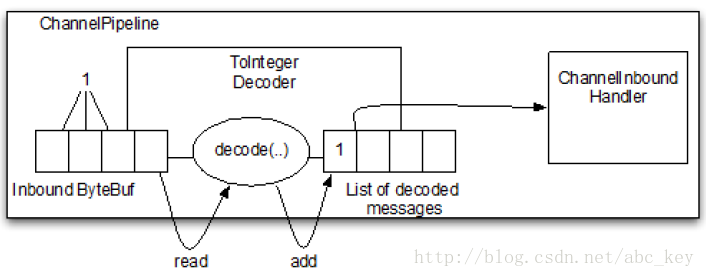 ChannelPipeline
ToInteger
Decoder
1
ChannelInbound
Handler
decode(..)
1
Inbound ByteBuf
List of decoded
messages
read
add
http://blog.csdn.net/abc_key